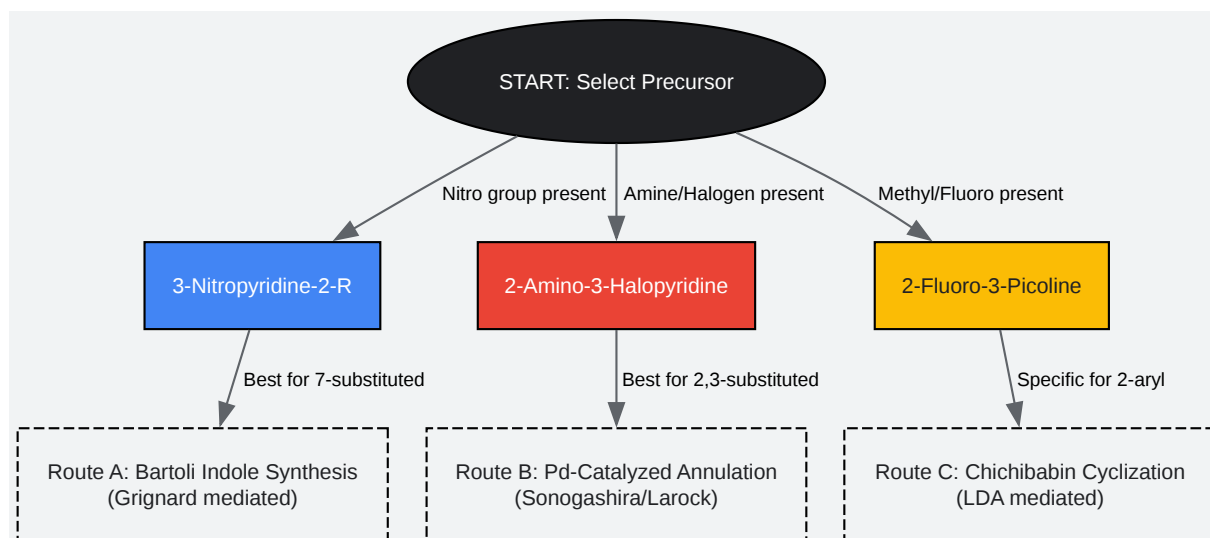 START: Select Precursor
Nitro group present
Amine/Halogen present
Methyl/Fluoro present
3-Nitropyridine-2-R
2-Amino-3-Halopyridine
2-Fluoro-3-Picoline
Best for 7-substituted
Best for 2,3-substituted
Specific for 2-aryl
Route A: Bartoli Indole Synthesis
(Grignard mediated)
Route B: Pd-Catalyzed Annulation
(Sonogashira/Larock)
Route C: Chichibabin Cyclization
(LDA mediated)